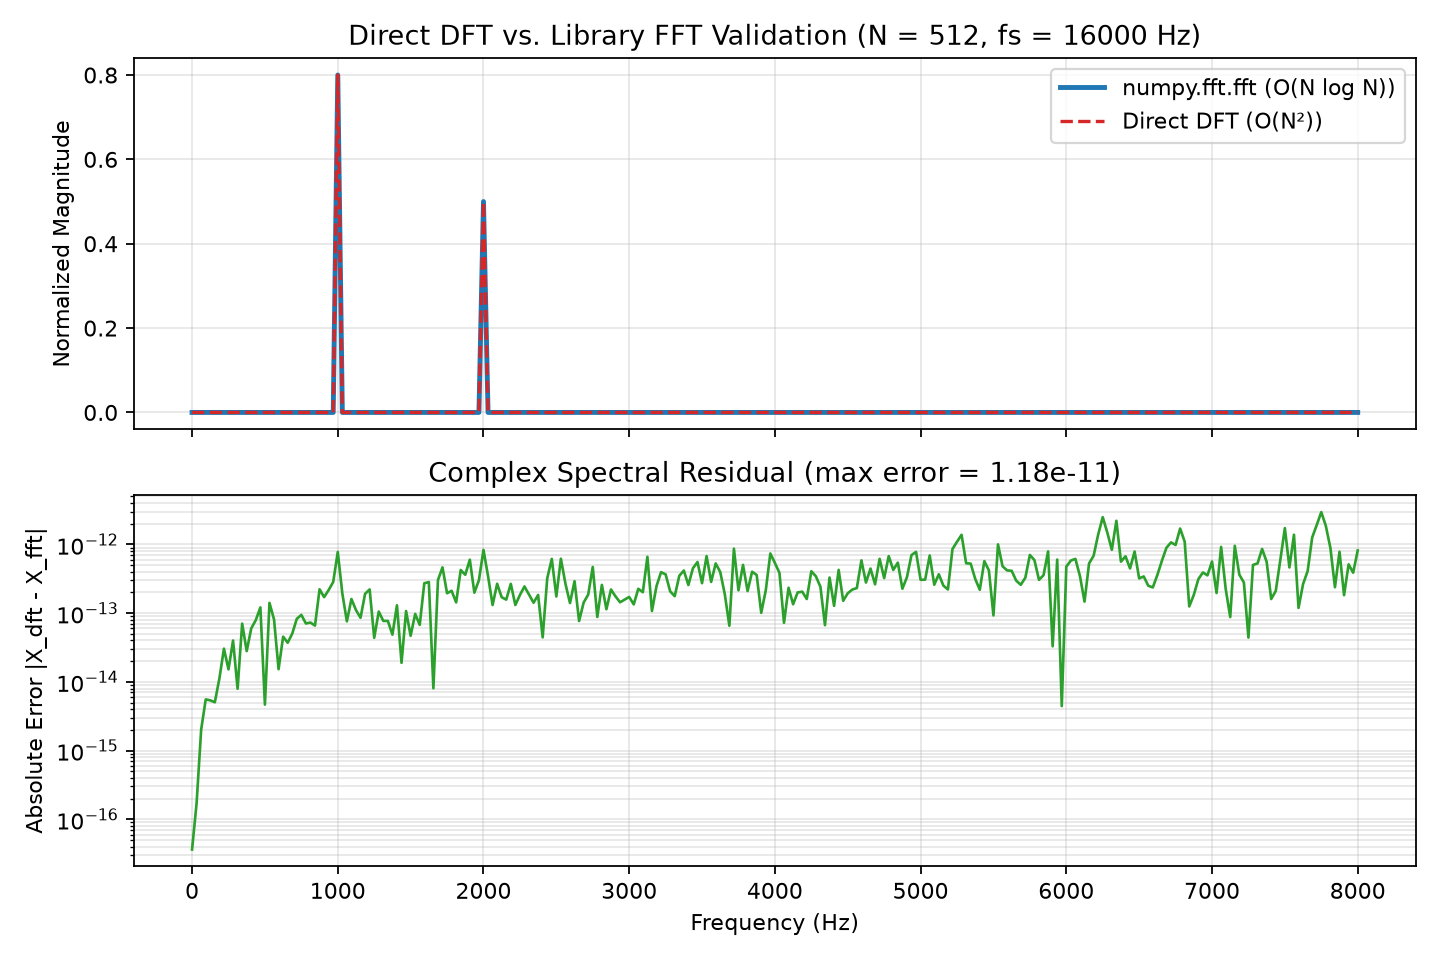 Direct DFT vs. Library FFT Validation (N = 512, fs = 16000 Hz)
Normalized Magnitude
0.8
0.6
0.4
0.2
0.0
numpy.fft.fft (O(N log N))
Direct DFT (O(N²))
Complex Spectral Residual (max error = 1.18e-11)
Absolute Error |X_dft - X_fft|
10⁻¹²
10⁻¹³
10⁻¹⁴
10⁻¹⁵
10⁻¹⁶
0 1000 2000 3000 4000 5000 6000 7000 8000
Frequency (Hz)